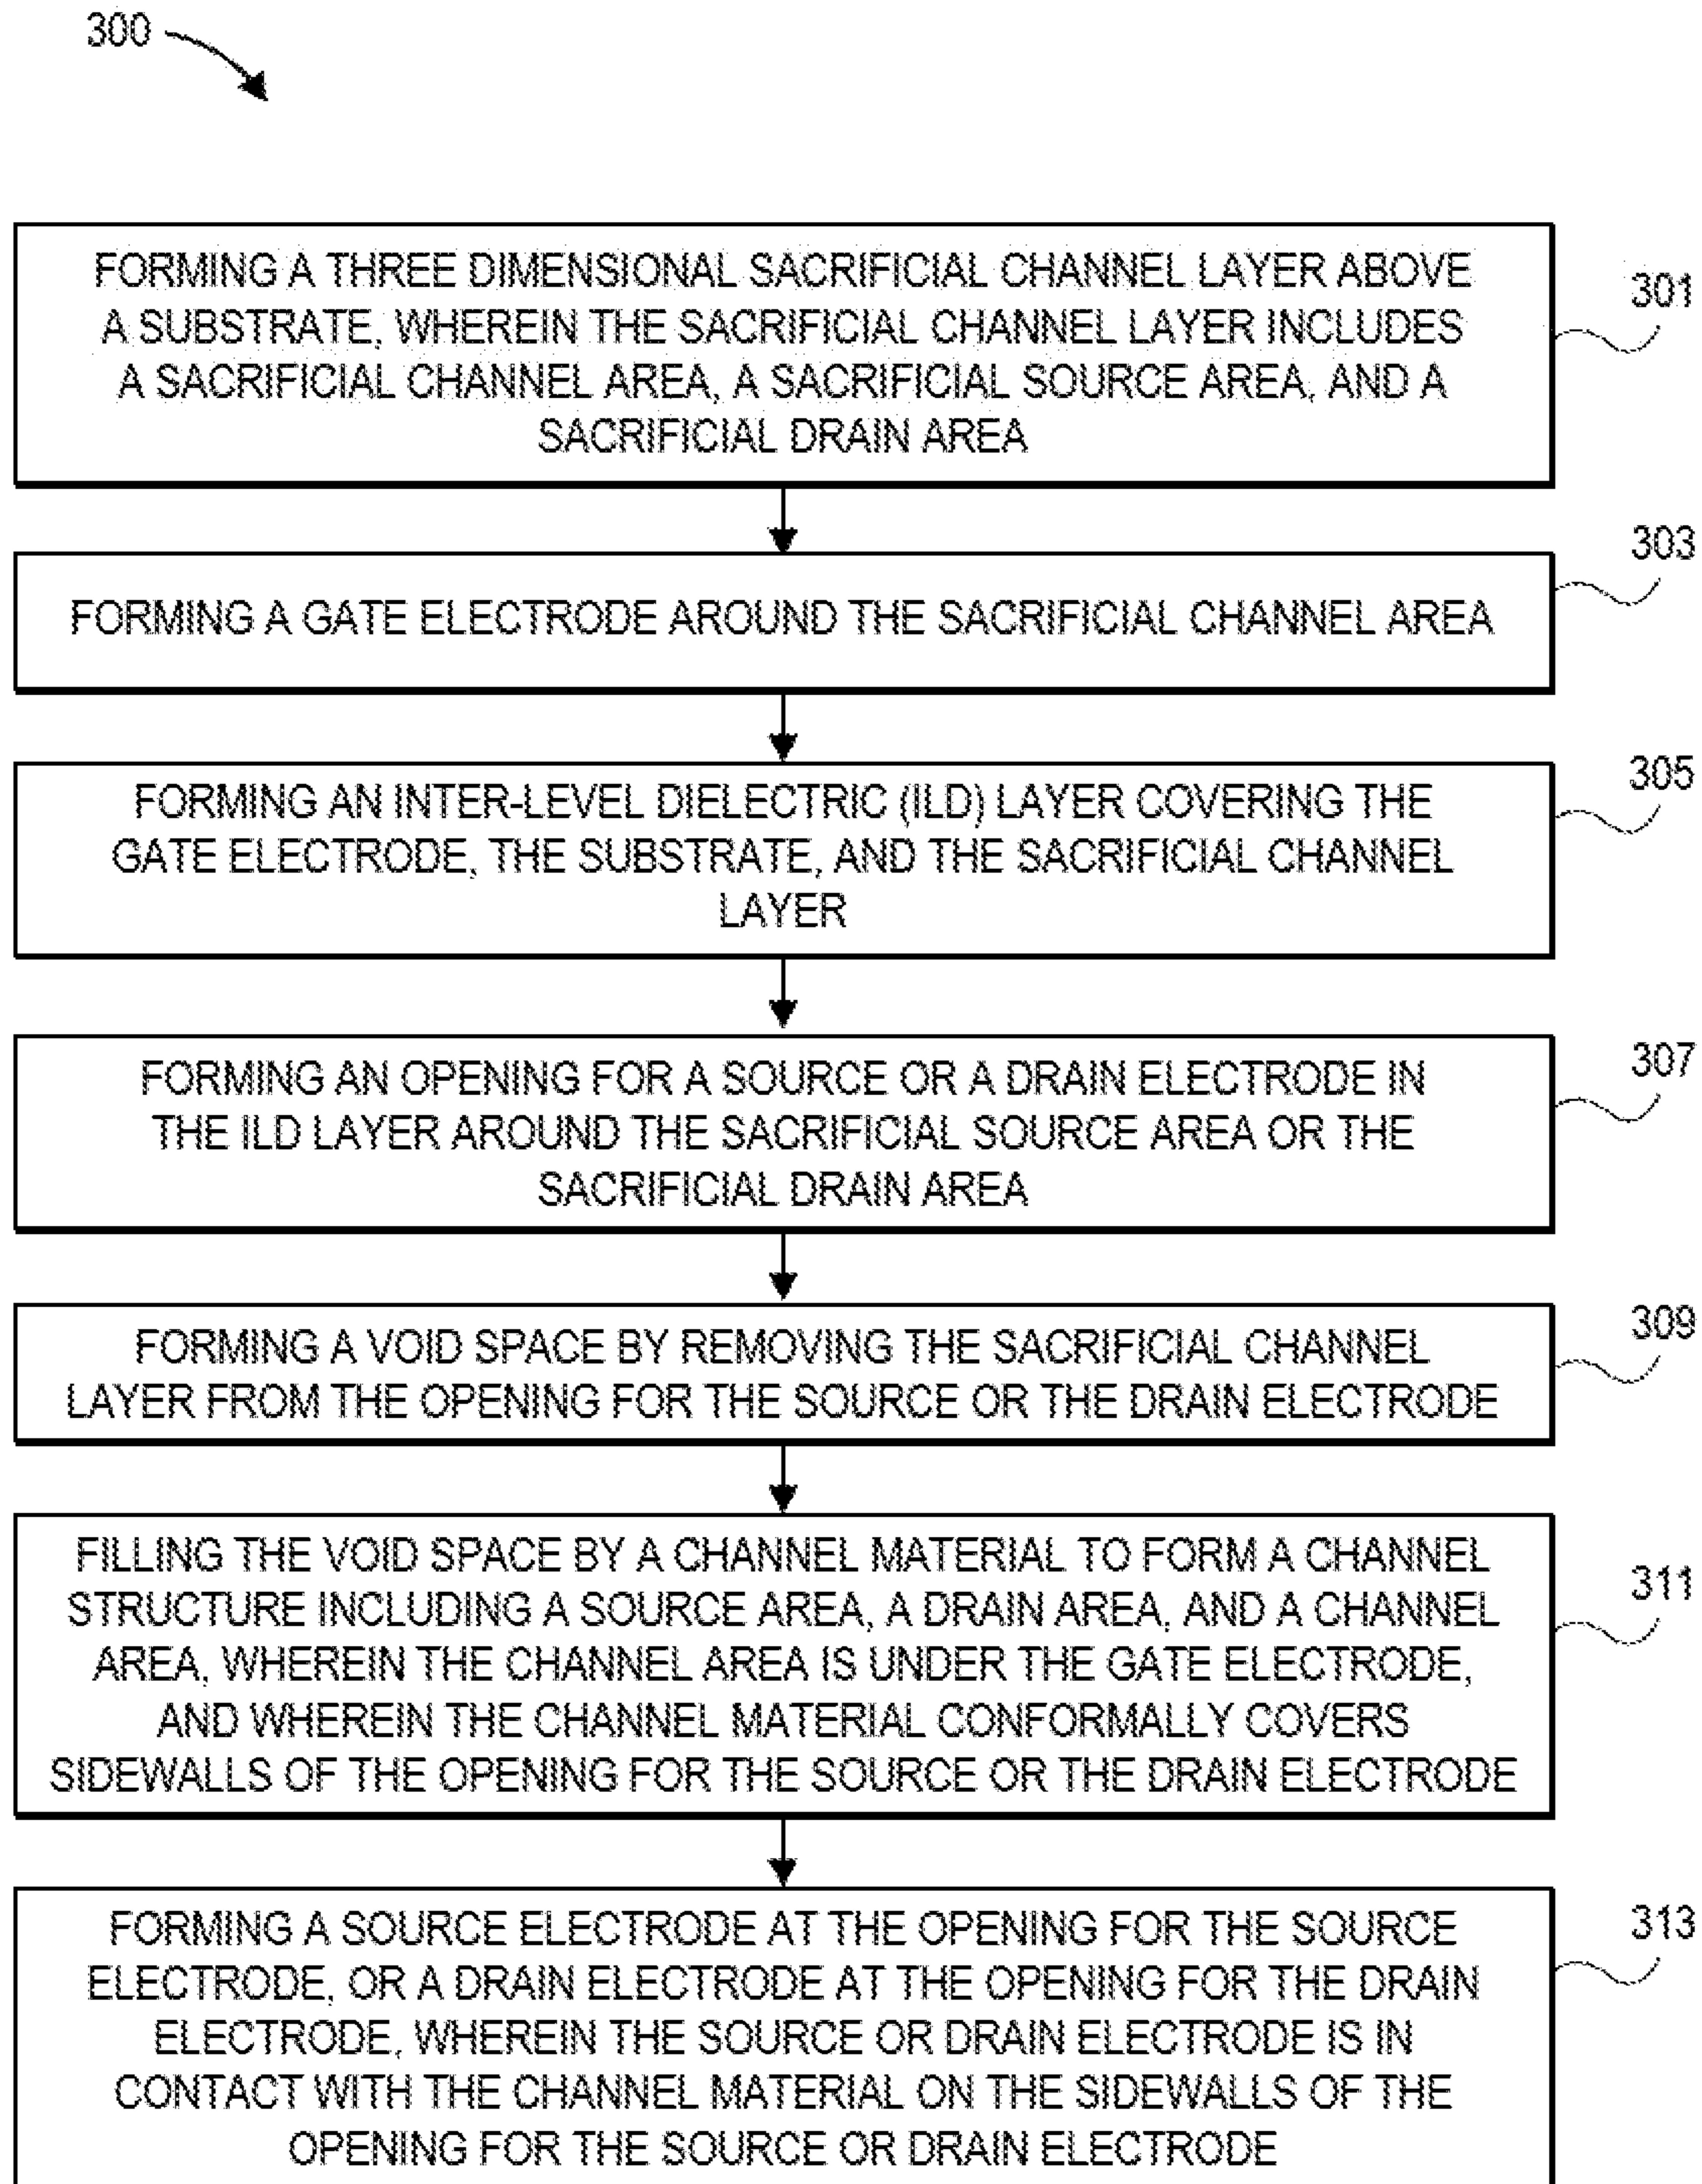 300
FORMING A THREE DIMENSIONAL SACRIFICIAL CHANNEL LAYER ABOVE
A SUBSTRATE, WHEREIN THE SACRIFICIAL CHANNEL LAYER INCLUDES
A SACRIFICIAL CHANNEL AREA, A SACRIFICIAL SOURCE AREA, AND A
SACRIFICIAL DRAIN AREA
301
FORMING A GATE ELECTRODE AROUND THE SACRIFICIAL CHANNEL AREA
303
FORMING AN INTER-LEVEL DIELECTRIC (ILD) LAYER COVERING THE
GATE ELECTRODE, THE SUBSTRATE, AND THE SACRIFICIAL CHANNEL
LAYER
305
FORMING AN OPENING FOR A SOURCE OR A DRAIN ELECTRODE IN
THE ILD LAYER AROUND THE SACRIFICIAL SOURCE AREA OR THE
SACRIFICIAL DRAIN AREA
307
FORMING A VOID SPACE BY REMOVING THE SACRIFICIAL CHANNEL
LAYER FROM THE OPENING FOR THE SOURCE OR THE DRAIN ELECTRODE
309
FILLING THE VOID SPACE BY A CHANNEL MATERIAL TO FORM A CHANNEL
STRUCTURE INCLUDING A SOURCE AREA, A DRAIN AREA, AND A CHANNEL
AREA, WHEREIN THE CHANNEL AREA IS UNDER THE GATE ELECTRODE,
AND WHEREIN THE CHANNEL MATERIAL CONFORMALLY COVERS
SIDEWALLS OF THE OPENING FOR THE SOURCE OR THE DRAIN ELECTRODE
311
FORMING A SOURCE ELECTRODE AT THE OPENING FOR THE SOURCE
ELECTRODE, OR A DRAIN ELECTRODE AT THE OPENING FOR THE DRAIN
ELECTRODE, WHEREIN THE SOURCE OR DRAIN ELECTRODE IS IN
CONTACT WITH THE CHANNEL MATERIAL ON THE SIDEWALLS OF THE
OPENING FOR THE SOURCE OR DRAIN ELECTRODE
313